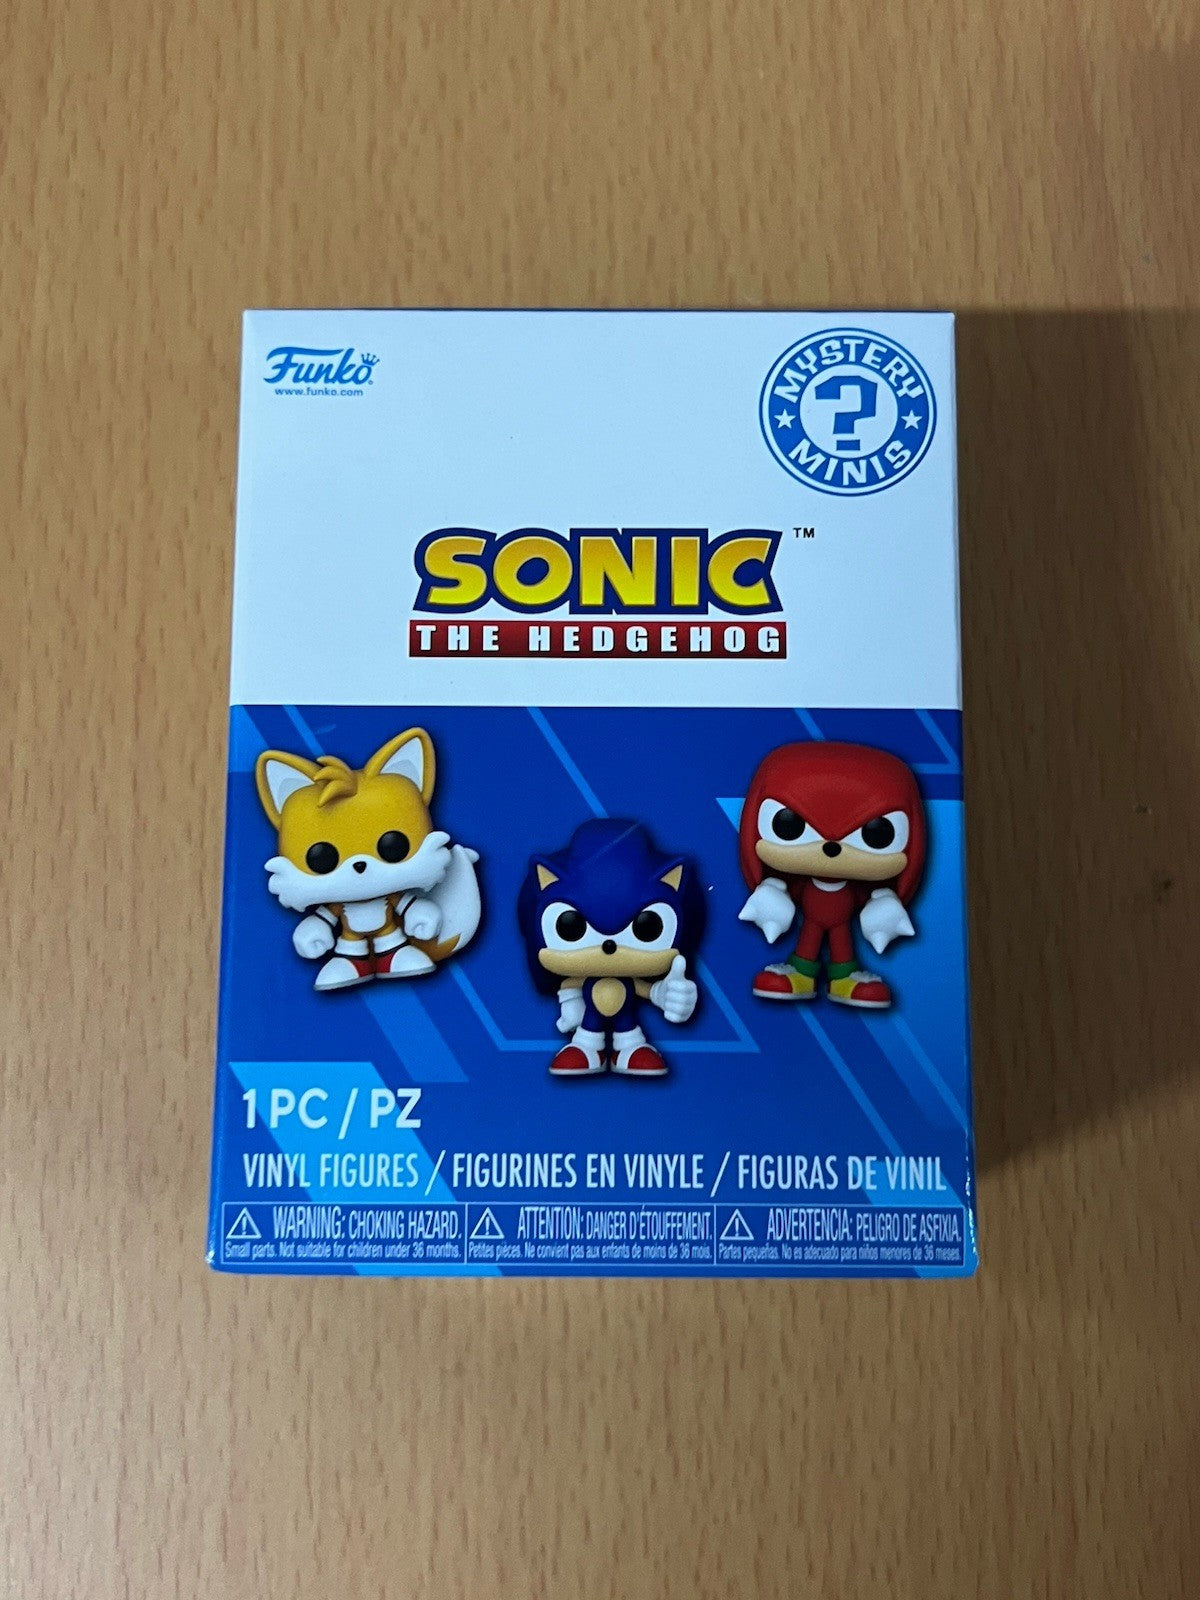 Funko
www.funko.com
MYSTERY
?
MINIS
SONIC™
THE HEDGEHOG
1 PC / PZ
VINYL FIGURES / FIGURINES EN VINYLE / FIGURAS DE VINIL
WARNING: CHOKING HAZARD.
Small parts. Not suitable for children under 36 months.
ATTENTION: DANGER D'ÉTOUFFEMENT.
Petites pièces. Ne convient pas aux enfants de moins de 36 mois.
ADVERTENCIA: PELIGRO DE ASFIXIA.
Partes pequeñas. No es adecuado para niños menores de 36 meses.